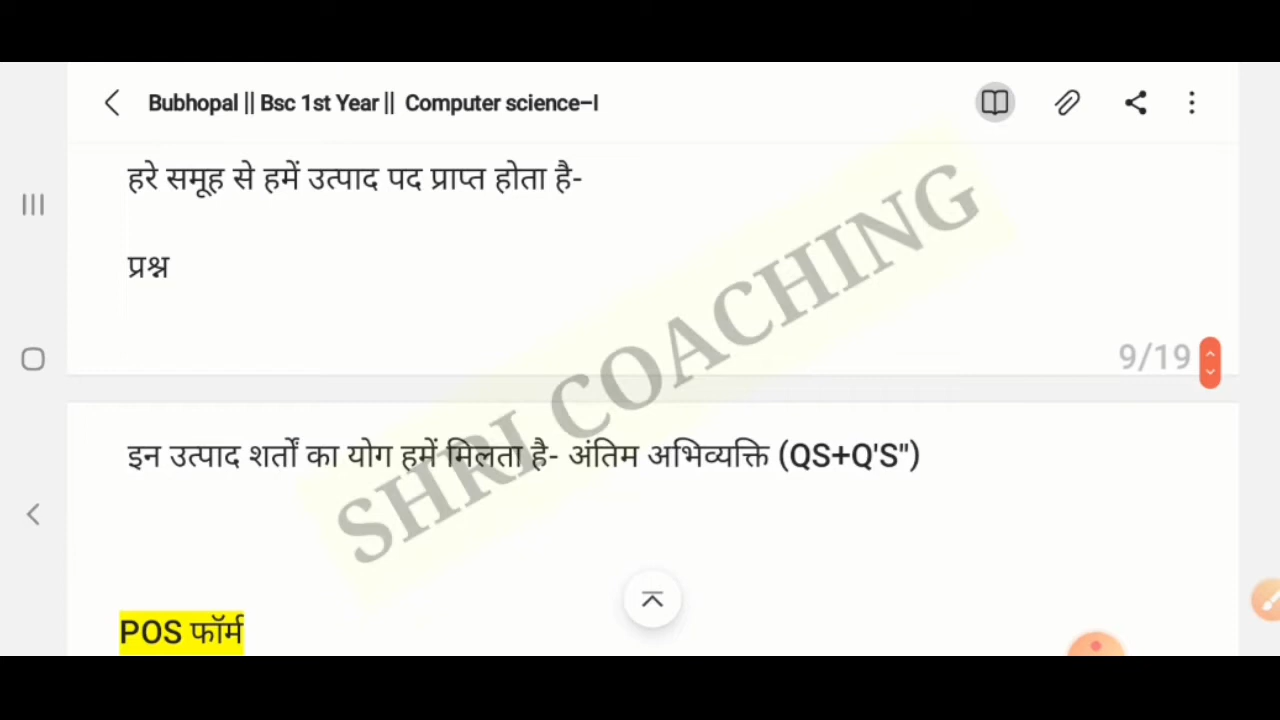 Bubhopal || Bsc 1st Year || Computer science-I
हरे समूह से हमें उत्पाद पद प्राप्त होता है-
प्रश्न
9/19
इन उत्पाद शर्तों का योग हमें मिलता है- अंतिम अभिव्यक्ति (QS+Q'S")
SHRI COACHING
POS फॉर्म